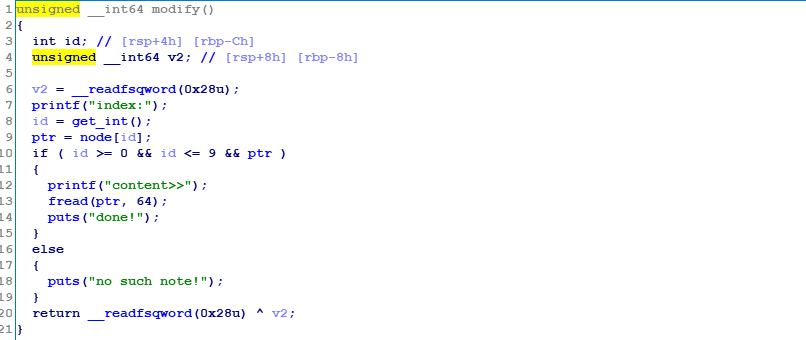 1 unsigned __int64 modify()
2 {
3 int id; // [rsp+4h] [rbp-Ch]
4 unsigned __int64 v2; // [rsp+8h] [rbp-8h]
5
6 v2 = __readfsqword(0x28u);
7 printf("index:");
8 id = get_int();
9 ptr = node[id];
10 if ( id >= 0 && id <= 9 && ptr )
11 {
12 printf("content>>");
13 fread(ptr, 64);
14 puts("done!");
15 }
16 else
17 {
18 puts("no such note!");
19 }
20 return __readfsqword(0x28u) ^ v2;
21 }